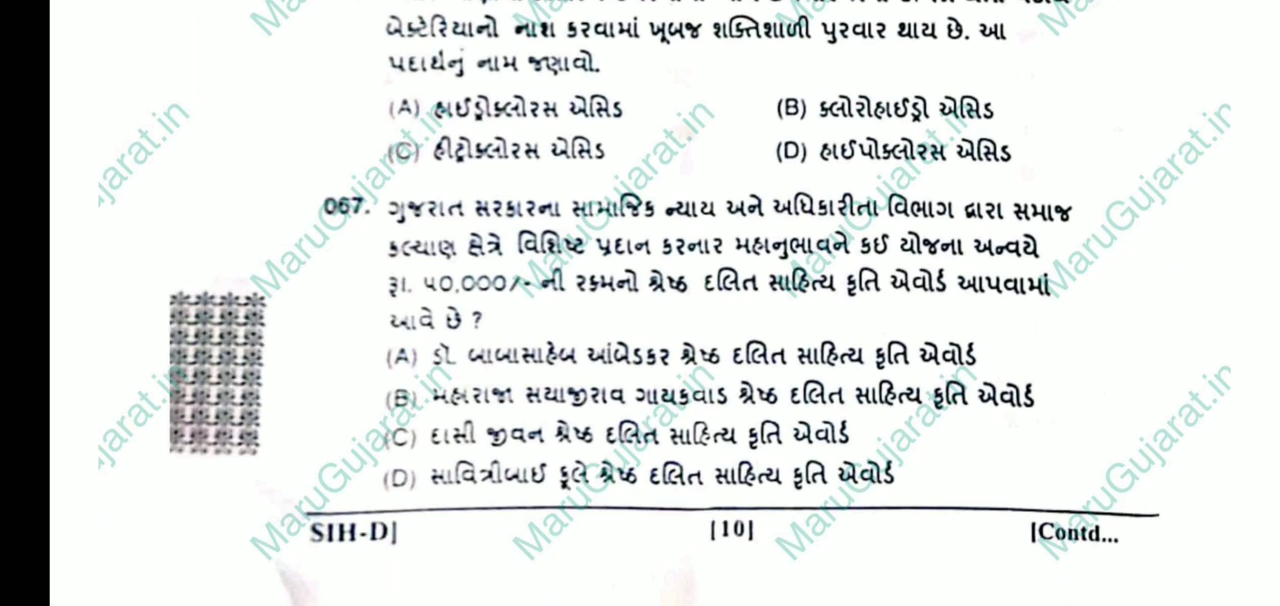 બેક્ટેરિયાનો નાશ કરવામાં ખૂબજ શક્તિશાળી પુરવાર થાય છે. આ
પદાર્થનું નામ જણાવો.
(A) હાઈડ્રોક્લોરસ એસિડ (B) ક્લોરોહાઈડ્રો એસિડ
(C) હીટ્રોક્લોરસ એસિડ (D) હાઈપોક્લોરસ એસિડ
067. ગુજરાત સરકારના સામાજિક ન્યાય અને અધિકારીતા વિભાગ દ્વારા સમાજ
કલ્યાણ ક્ષેત્રે વિશિષ્ટ પ્રદાન કરનાર મહાનુભાવને કઈ યોજના અન્વયે
રૂા. ૫૦,૦૦૦/- ની રકમનો શ્રેષ્ઠ દલિત સાહિત્ય કૃતિ એવોર્ડ આપવામાં
આવે છે ?
(A) ડૉ. બાબાસાહેબ આંબેડકર શ્રેષ્ઠ દલિત સાહિત્ય કૃતિ એવોર્ડ
(B) મહારાજા સયાજીરાવ ગાયકવાડ શ્રેષ્ઠ દલિત સાહિત્ય કૃતિ એવોર્ડ
(C) દાસી જીવન શ્રેષ્ઠ દલિત સાહિત્ય કૃતિ એવોર્ડ
(D) સાવિત્રીબાઈ ફૂલે શ્રેષ્ઠ દલિત સાહિત્ય કૃતિ એવોર્ડ
SIH-D] [10] [Contd...
MaruGujarat.in